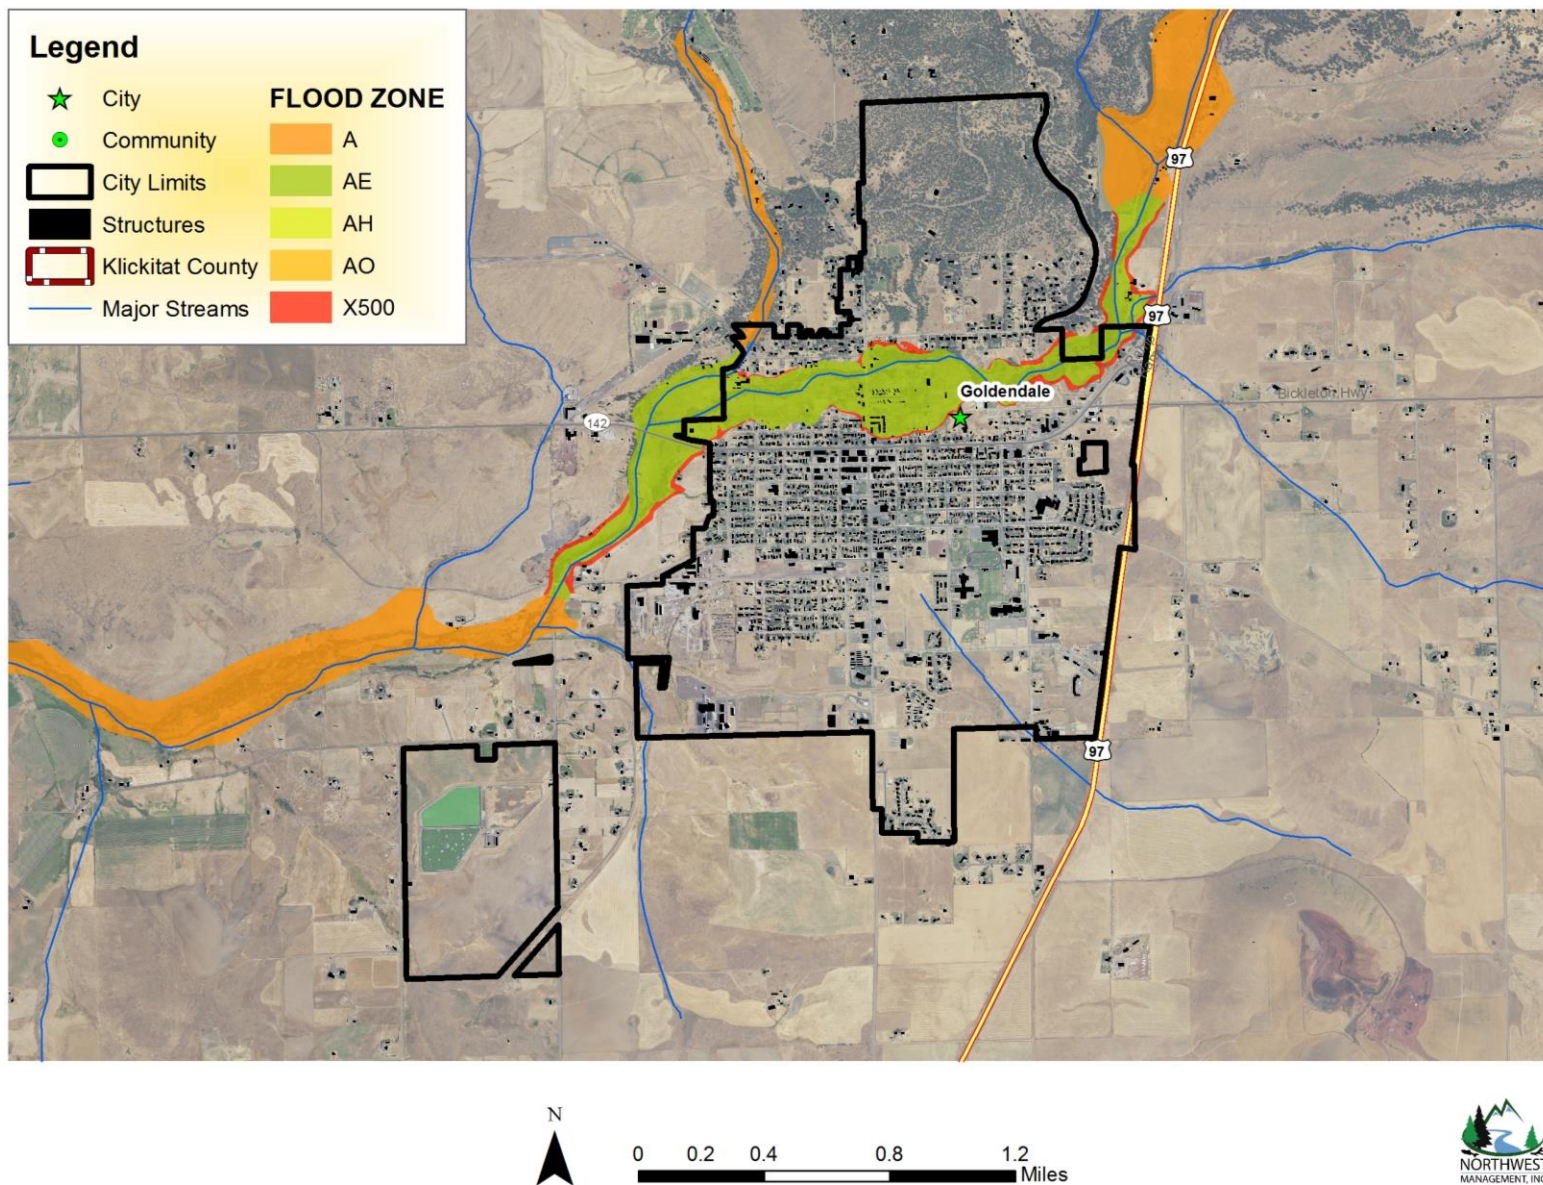 Legend
City
Community
City Limits
Structures
Klickitat County
Major Streams
FLOOD ZONE
A
AE
AH
AO
X500
97
97
Goldendale
Bickleton Hwy
142
97
N
0 0.2 0.4 0.8 1.2
Miles
NORTHWEST
MANAGEMENT, INC